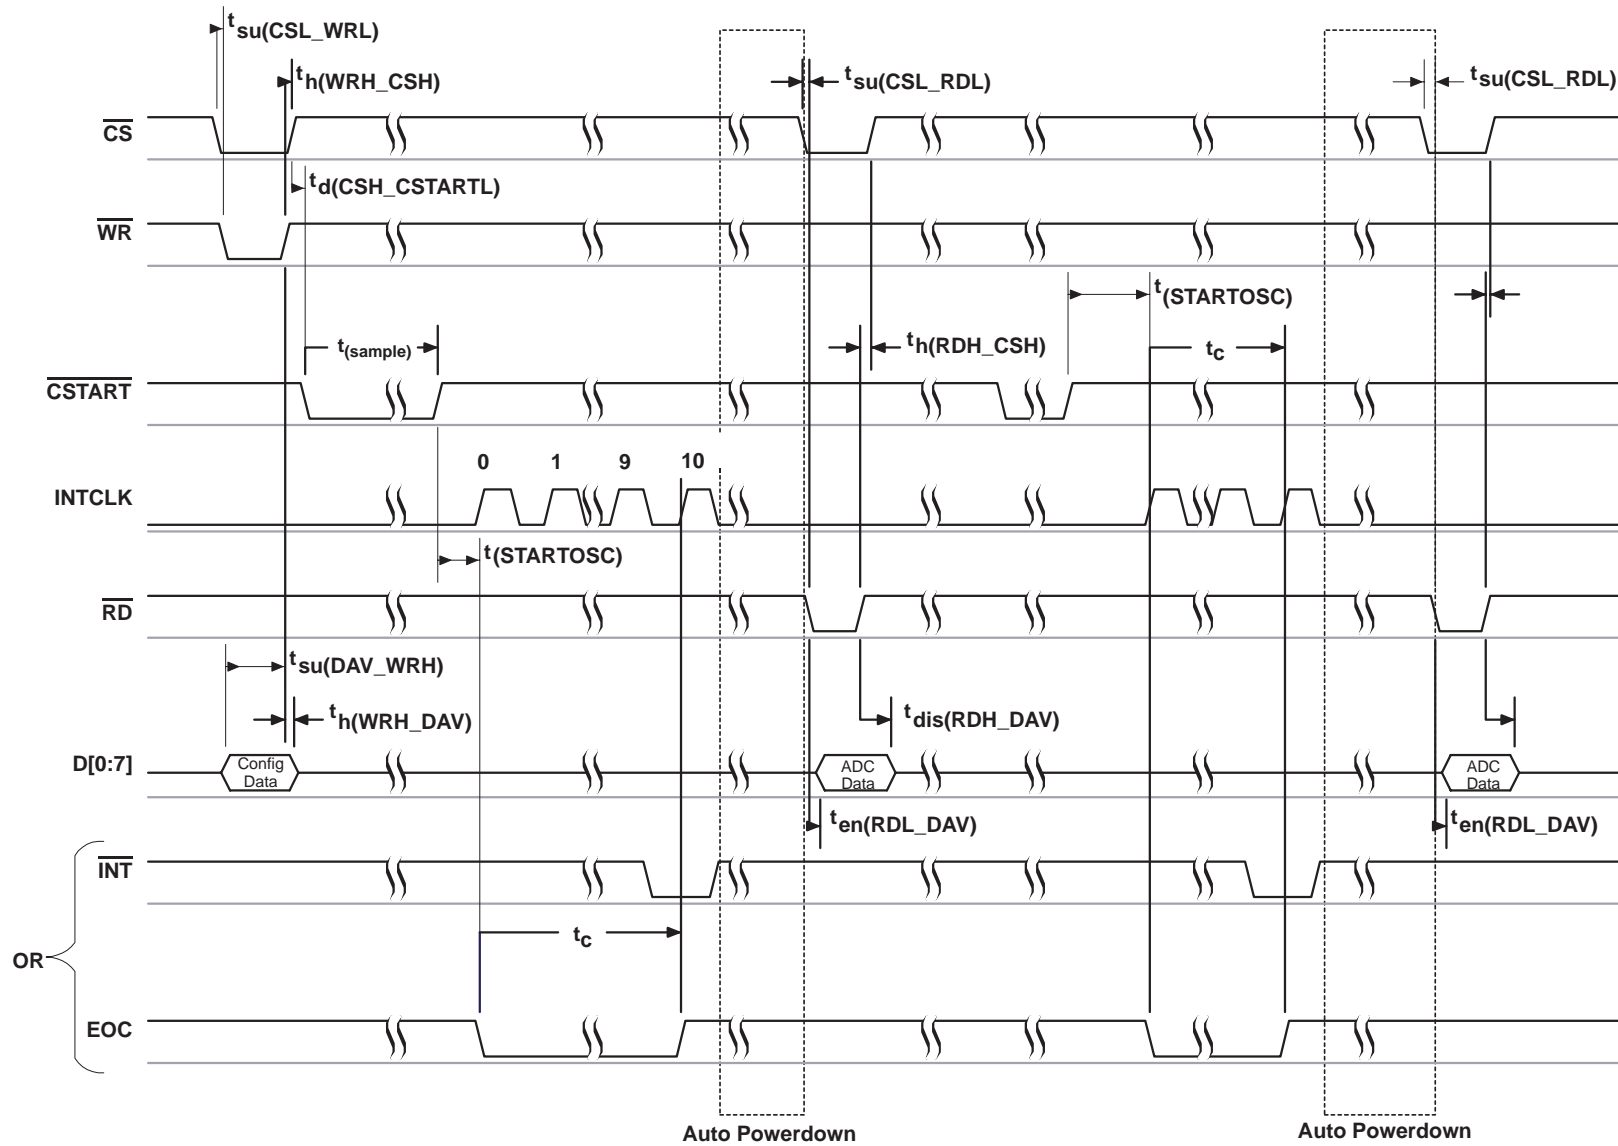 tsu(CSL_WRL)
th(WRH_CSH)
tsu(CSL_RDL)
tsu(CSL_RDL)
CS
td(CSH_CSTARTL)
WR
t(STARTOSC)
t(sample)
th(RDH_CSH)
tc
CSTART
0 1 9 10
INTCLK
t(STARTOSC)
RD
tsu(DAV_WRH)
th(WRH_DAV)
tdis(RDH_DAV)
D[0:7]
Config
Data
ADC
Data
ADC
Data
ten(RDL_DAV)
ten(RDL_DAV)
INT
tc
OR
EOC
Auto Powerdown
Auto Powerdown